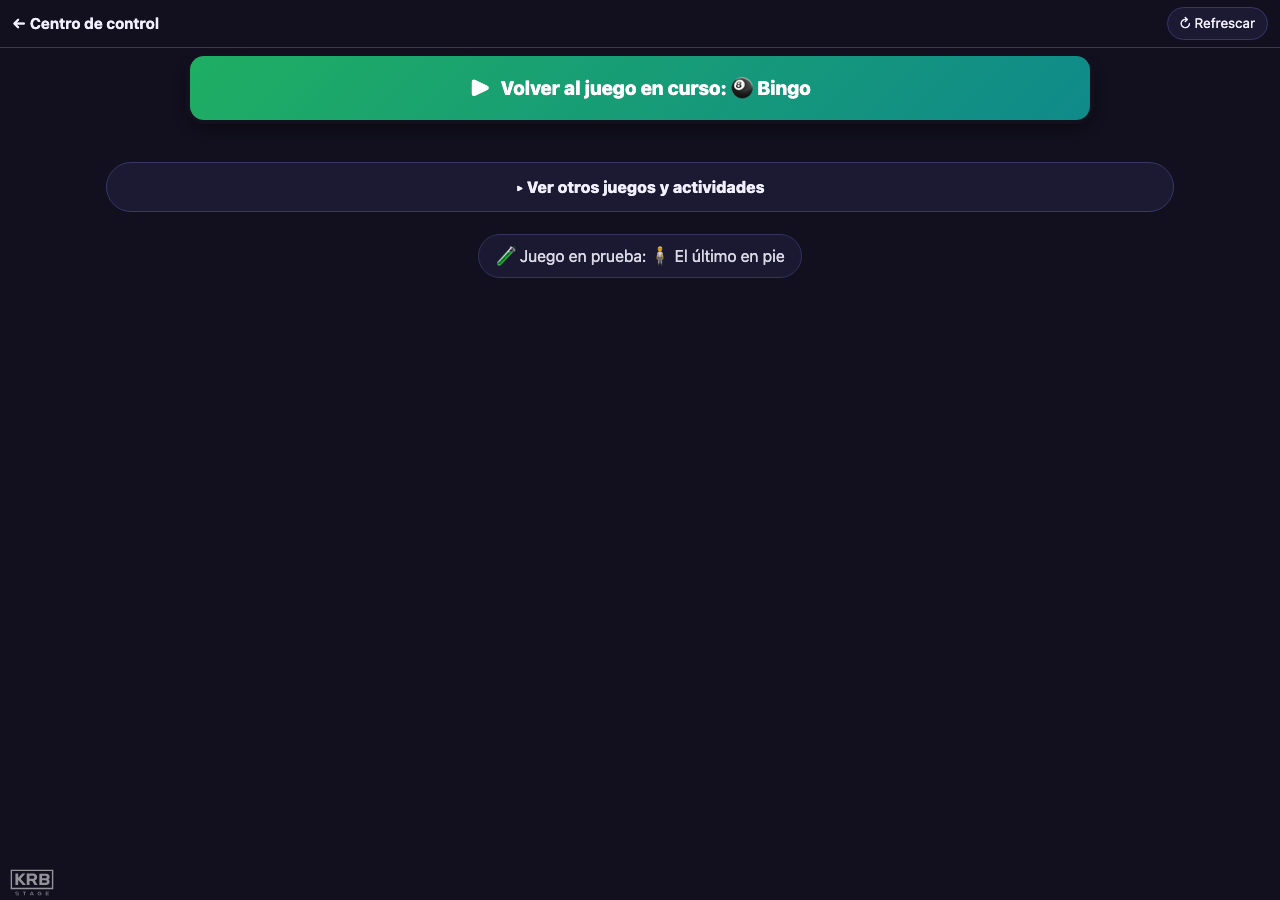 ← Centro de control
↻ Refrescar
▶ Volver al juego en curso: 🎱 Bingo
▸ Ver otros juegos y actividades
🧪 Juego en prueba: 🧍 El último en pie
KRB
STAGE